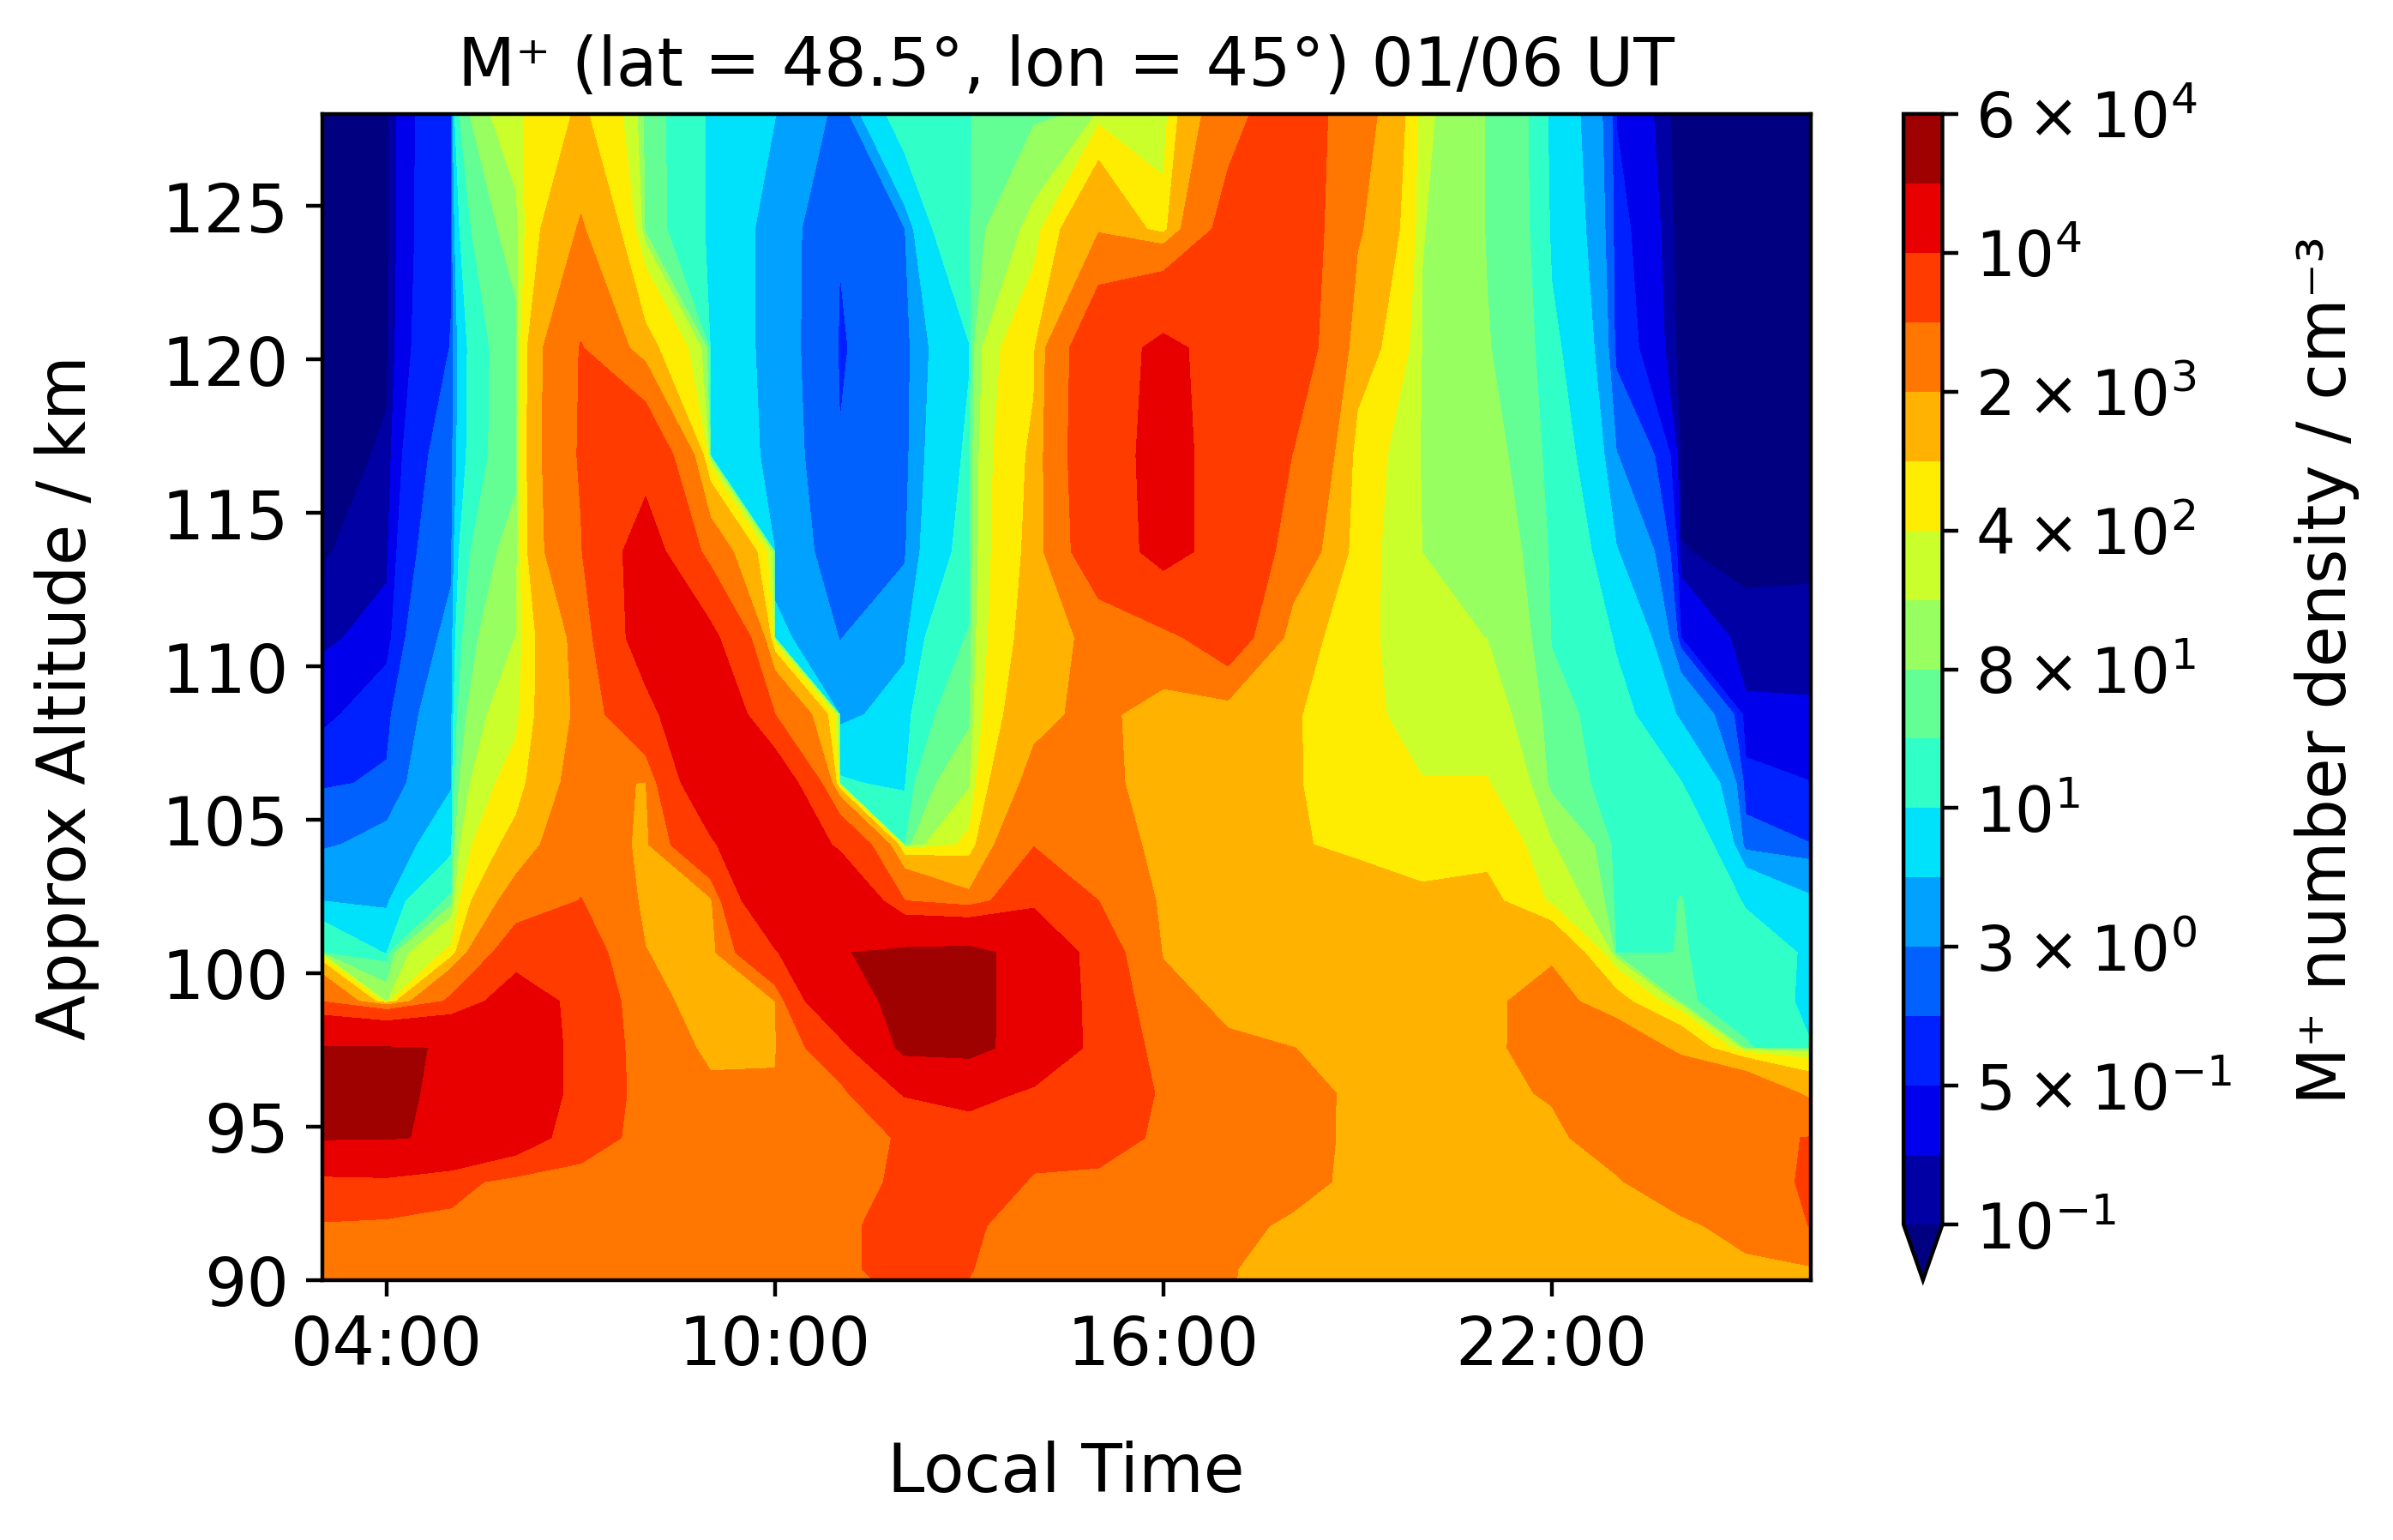 M⁺ (lat = 48.5°, lon = 45°) 01/06 UT
Approx Altitude / km
125
120
115
110
105
100
95
90
04:00
10:00
16:00
22:00
Local Time
6 × 10⁴
10⁴
2 × 10³
4 × 10²
8 × 10¹
10¹
3 × 10⁰
5 × 10⁻¹
10⁻¹
M⁺ number density / cm⁻³